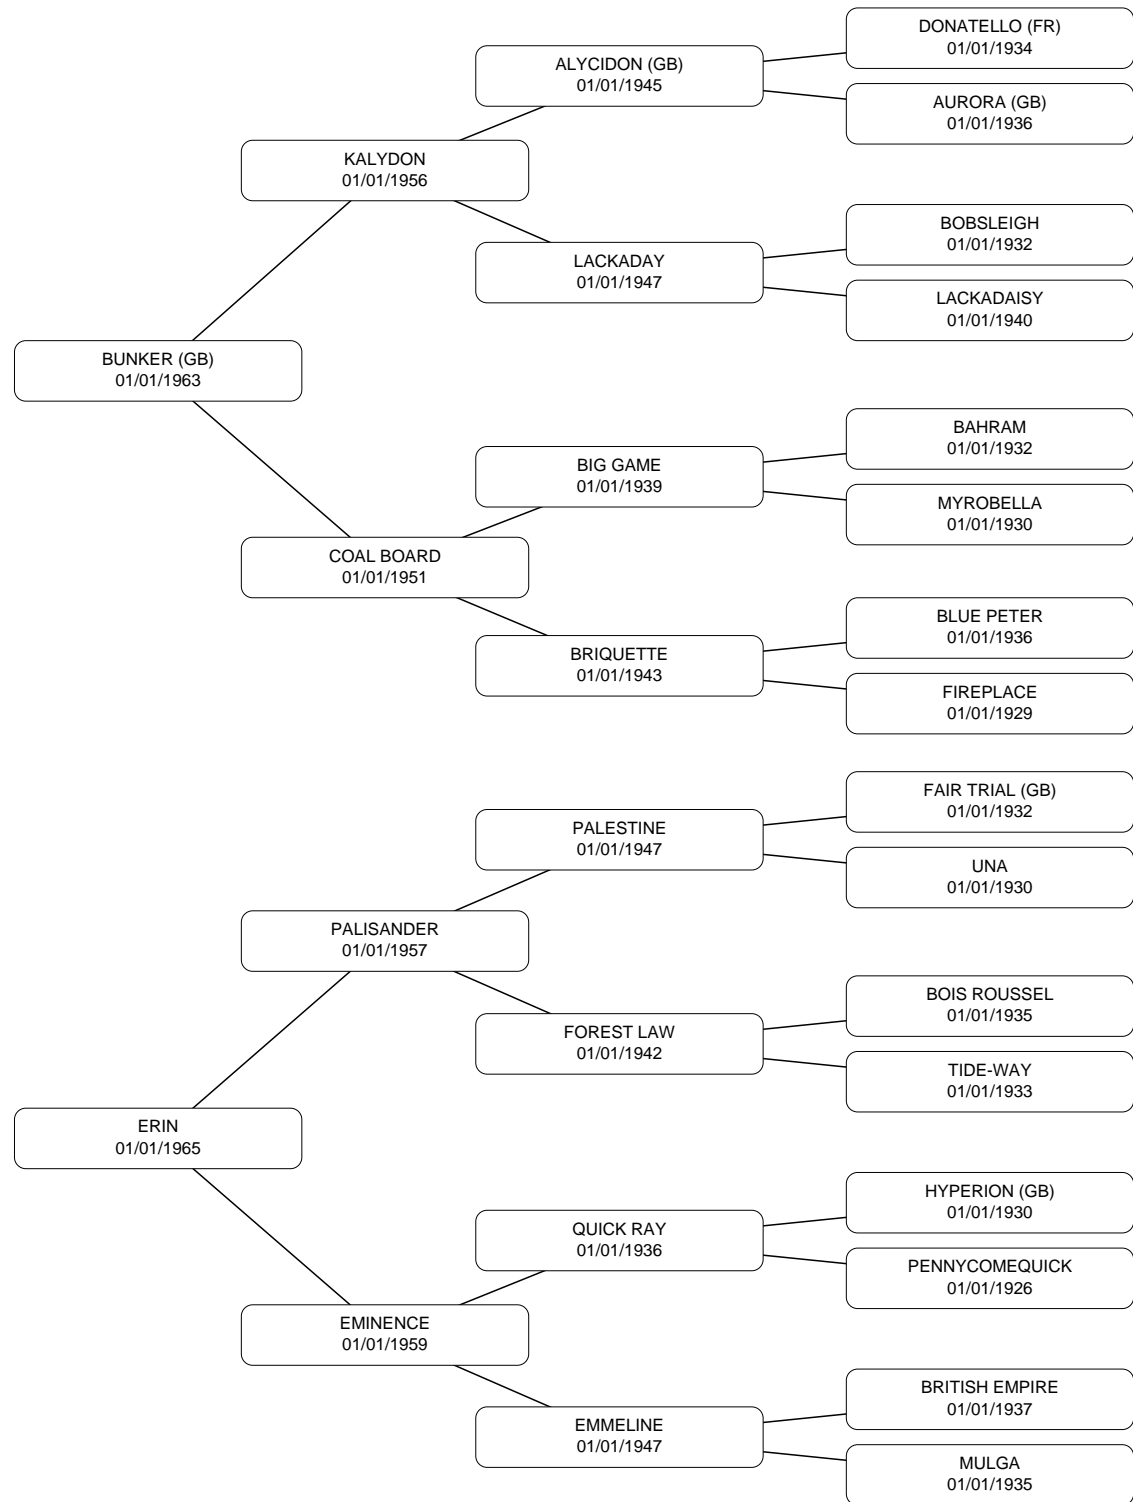 DONATELLO (FR)
01/01/1934
ALYCIDON (GB)
01/01/1945
AURORA (GB)
01/01/1936
KALYDON
01/01/1956
BOBSLEIGH
01/01/1932
LACKADAY
01/01/1947
LACKADAISY
01/01/1940
BUNKER (GB)
01/01/1963
BAHRAM
01/01/1932
BIG GAME
01/01/1939
MYROBELLA
01/01/1930
COAL BOARD
01/01/1951
BLUE PETER
01/01/1936
BRIQUETTE
01/01/1943
FIREPLACE
01/01/1929
FAIR TRIAL (GB)
01/01/1932
PALESTINE
01/01/1947
UNA
01/01/1930
PALISANDER
01/01/1957
BOIS ROUSSEL
01/01/1935
FOREST LAW
01/01/1942
TIDE-WAY
01/01/1933
ERIN
01/01/1965
HYPERION (GB)
01/01/1930
QUICK RAY
01/01/1936
PENNYCOMEQUICK
01/01/1926
EMINENCE
01/01/1959
BRITISH EMPIRE
01/01/1937
EMMELINE
01/01/1947
MULGA
01/01/1935